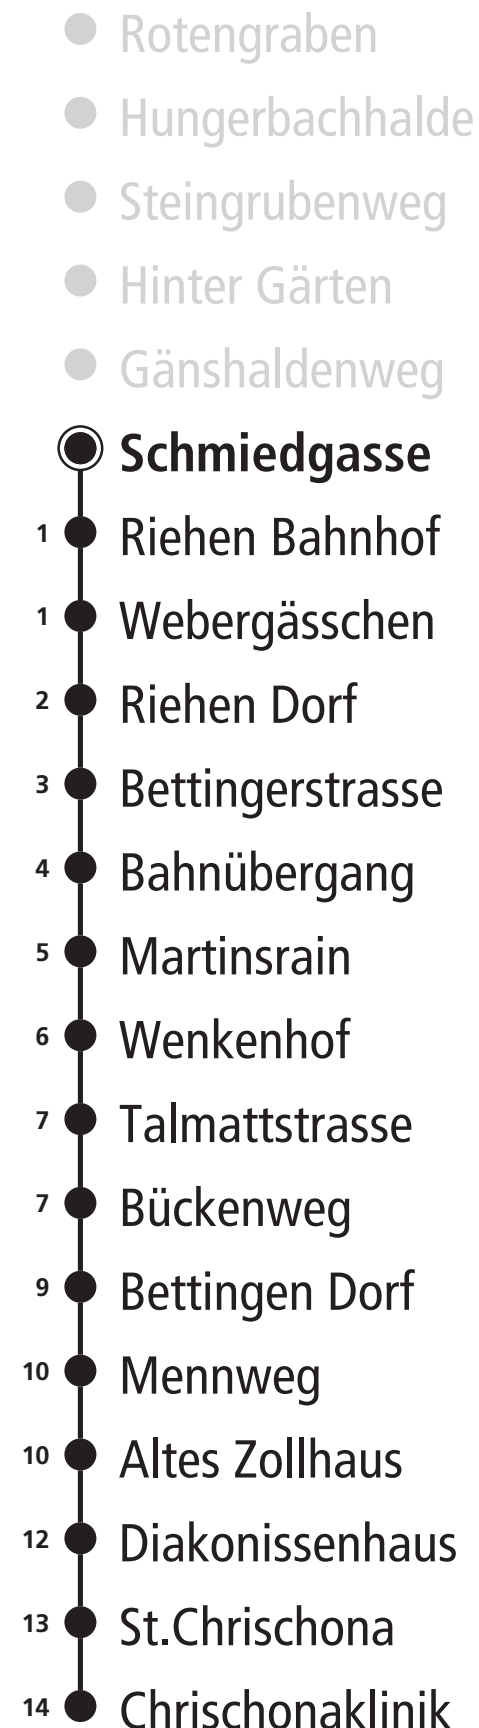 Rotengraben
Hungerbachhalde
Steingrubenweg
Hinter Gärten
Gänshaldenweg
Schmiedgasse
1 Riehen Bahnhof
1 Webergässchen
2 Riehen Dorf
3 Bettingerstrasse
4 Bahnübergang
5 Martinsrain
6 Wenkenhof
7 Talmattstrasse
7 Bückenweg
9 Bettingen Dorf
10 Mennweg
10 Altes Zollhaus
12 Diakonissenhaus
13 St.Chrischona
14 Chrischonaklinik